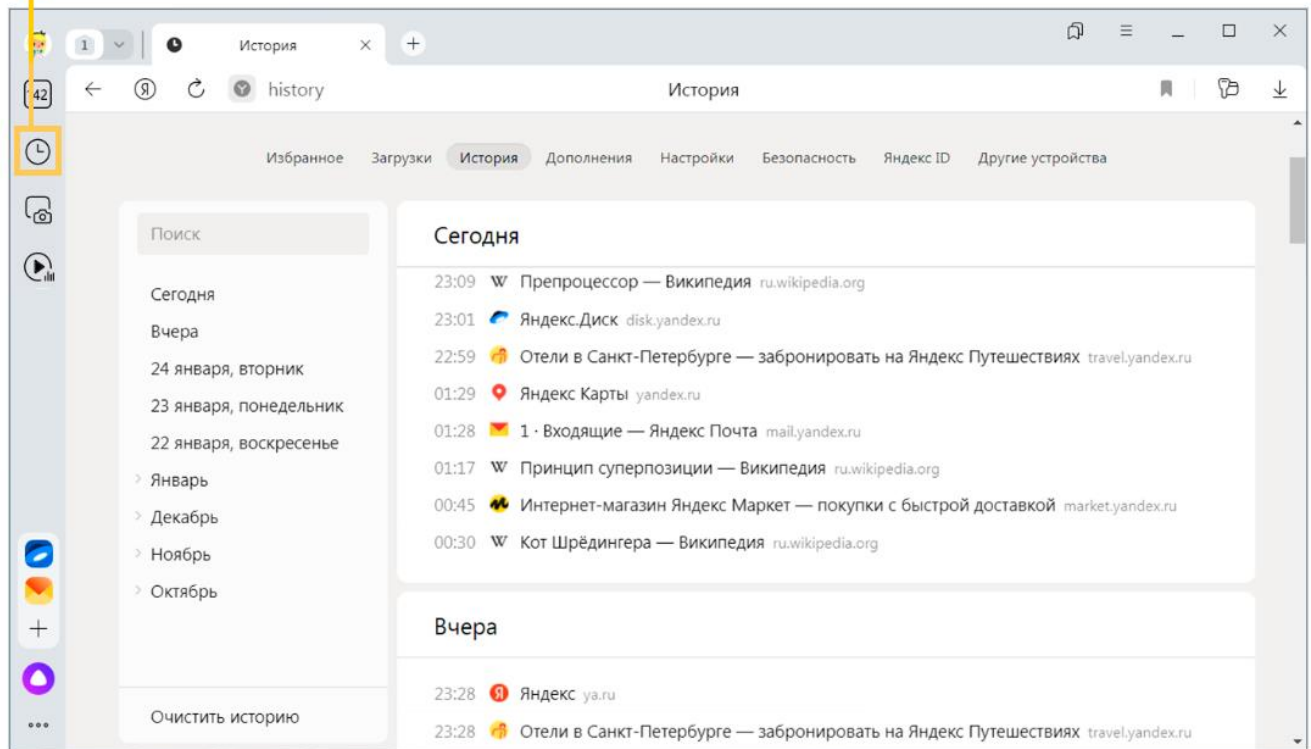 1
История
42
history
История
Избранное Загрузки История Дополнения Настройки Безопасность Яндекс ID Другие устройства
Поиск
Сегодня
Вчера
24 января, вторник
23 января, понедельник
22 января, воскресенье
Январь
Декабрь
Ноябрь
Октябрь
Очистить историю
Сегодня
23:09 W Препроцессор — Википедия ru.wikipedia.org
23:01 Яндекс.Диск disk.yandex.ru
22:59 Отели в Санкт-Петербурге — забронировать на Яндекс Путешествиях travel.yandex.ru
01:29 Яндекс Карты yandex.ru
01:28 1 · Входящие — Яндекс Почта mail.yandex.ru
01:17 W Принцип суперпозиции — Википедия ru.wikipedia.org
00:45 Интернет-магазин Яндекс Маркет — покупки с быстрой доставкой market.yandex.ru
00:30 W Кот Шрёдингера — Википедия ru.wikipedia.org
Вчера
23:28 Я Яндекс ya.ru
23:28 Отели в Санкт-Петербурге — забронировать на Яндекс Путешествиях travel.yandex.ru